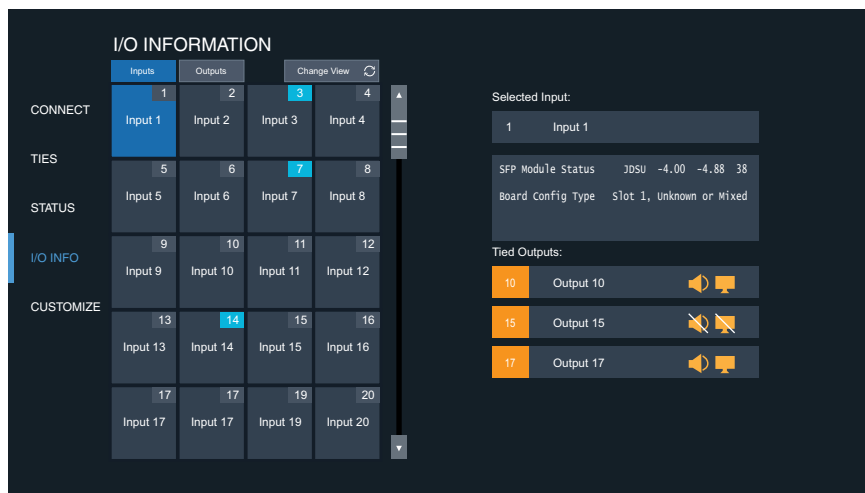 I/O INFORMATION
Inputs Outputs Change View
CONNECT
TIES
STATUS
I/O INFO
CUSTOMIZE
1 2 3 4
Input 1 Input 2 Input 3 Input 4
5 6 7 8
Input 5 Input 6 Input 7 Input 8
9 10 11 12
Input 9 Input 10 Input 11 Input 12
13 14 15 16
Input 13 Input 14 Input 15 Input 16
17 17 19 20
Input 17 Input 17 Input 19 Input 20
Selected Input:
1 Input 1
SFP Module Status JDSU -4.00 -4.88 38
Board Config Type Slot 1, Unknown or Mixed
Tied Outputs:
10 Output 10
15 Output 15
17 Output 17